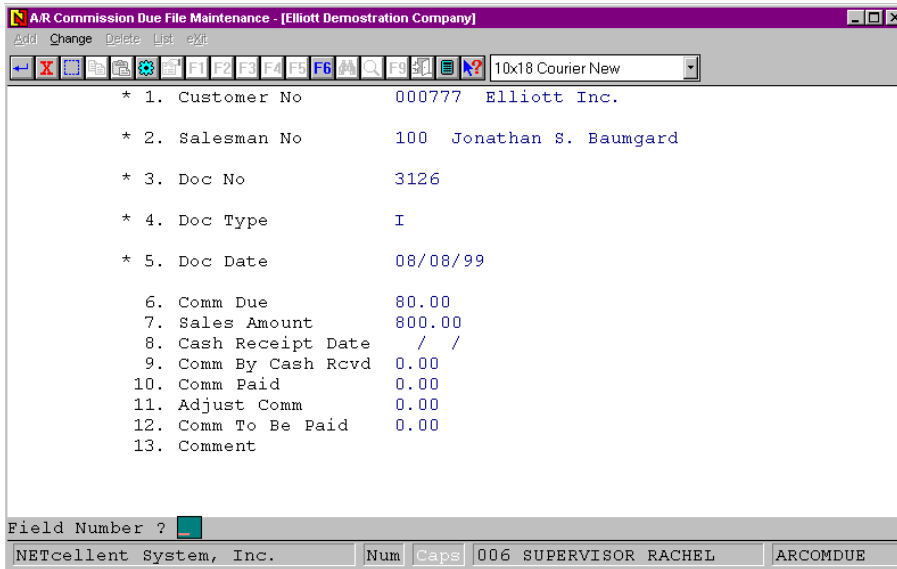 A/R Commission Due File Maintenance - [Elliott Demostration Company]
Add Change Delete List eXit
F1 F2 F3 F4 F5 F6 F9 10x18 Courier New
* 1. Customer No 000777 Elliott Inc.
* 2. Salesman No 100 Jonathan S. Baumgard
* 3. Doc No 3126
* 4. Doc Type I
* 5. Doc Date 08/08/99
6. Comm Due 80.00
7. Sales Amount 800.00
8. Cash Receipt Date / /
9. Comm By Cash Rcvd 0.00
10. Comm Paid 0.00
11. Adjust Comm 0.00
12. Comm To Be Paid 0.00
13. Comment
Field Number ?
NETcellent System, Inc. Num Caps 006 SUPERVISOR RACHEL ARCOMDUE